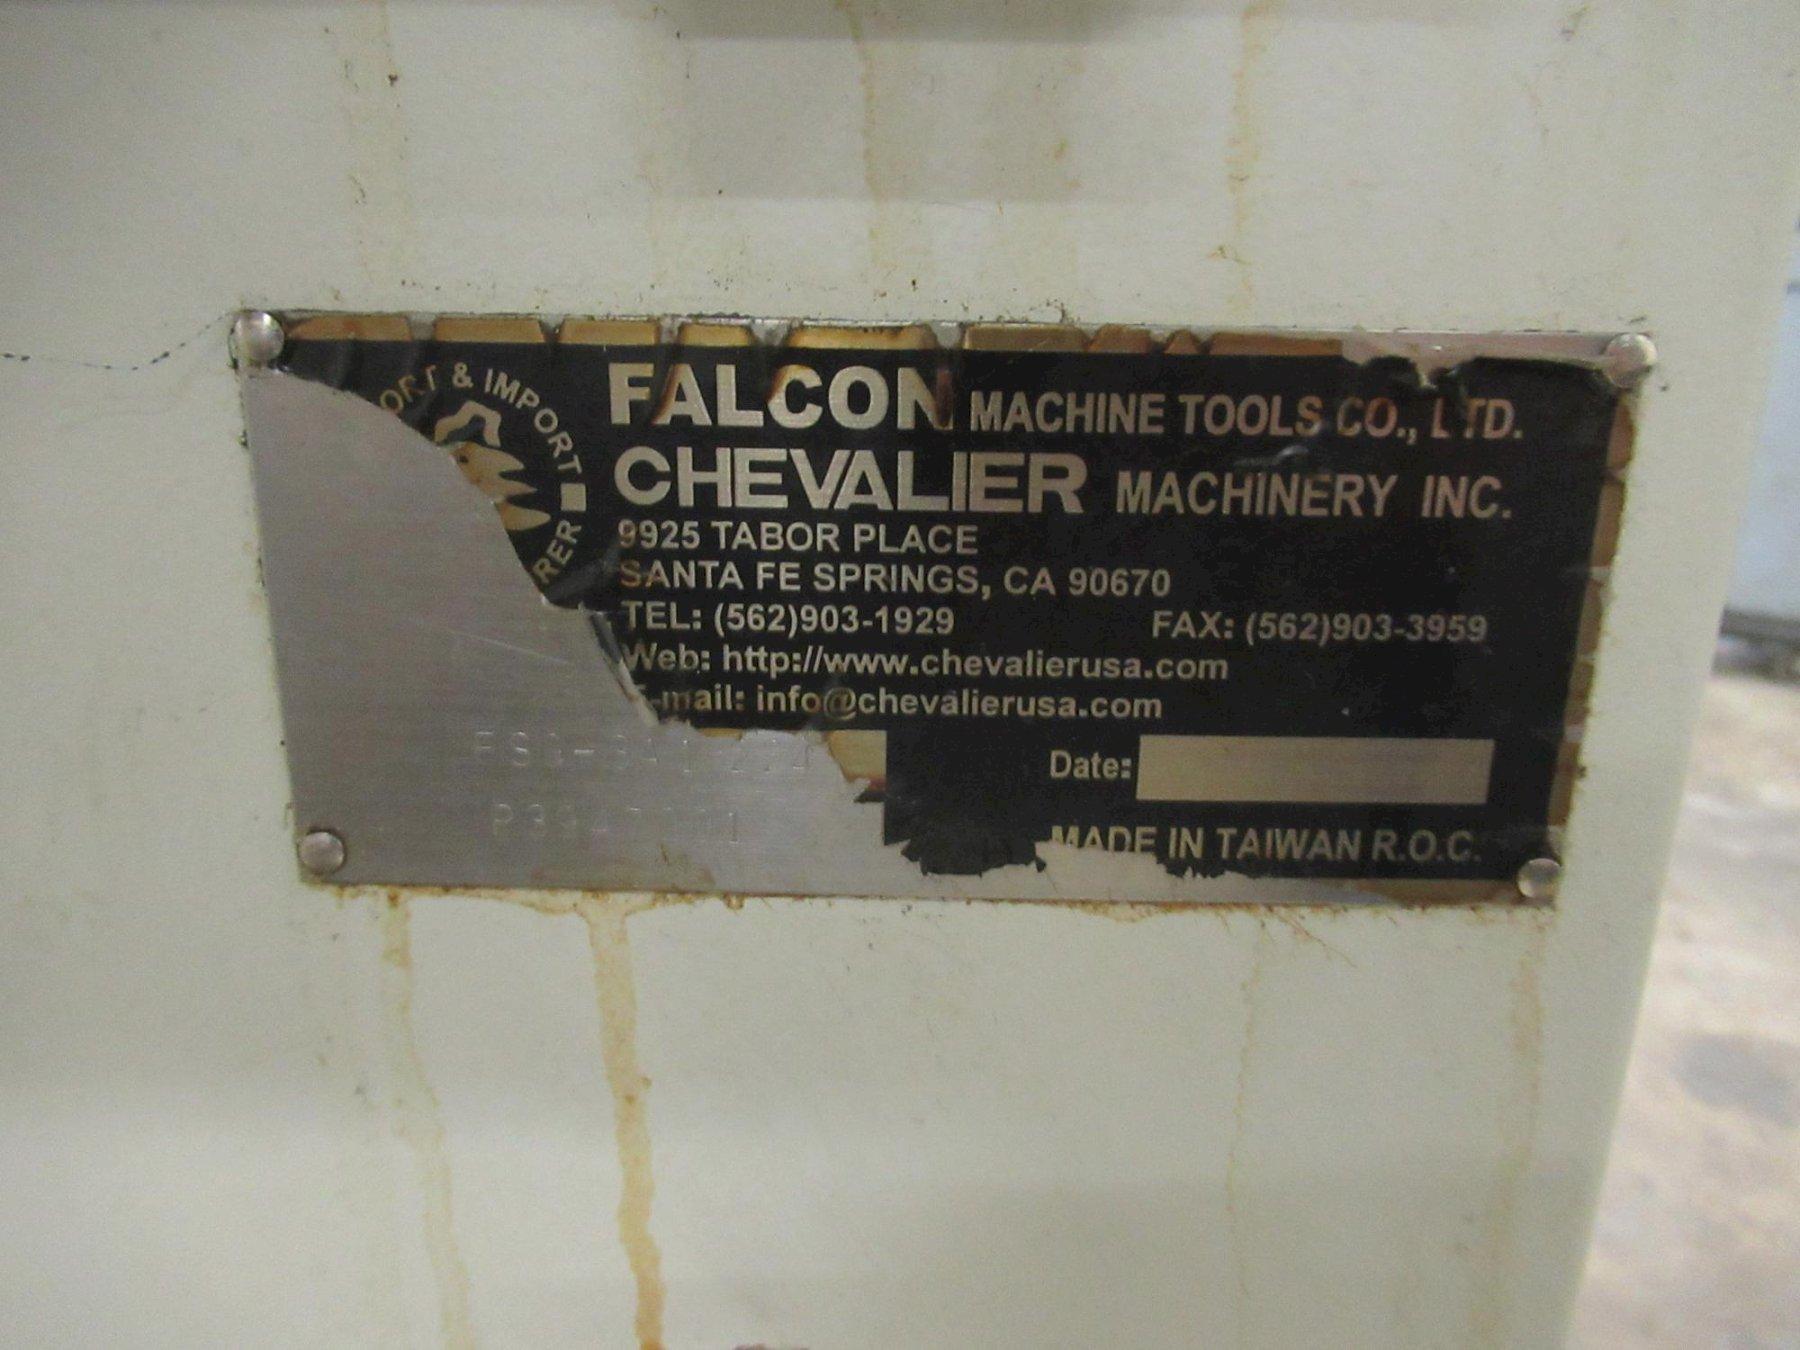 & IMPORT
FALCON MACHINE TOOLS CO., LTD.
CHEVALIER MACHINERY INC.
9925 TABOR PLACE
SANTA FE SPRINGS, CA 90670
TEL: (562)903-1929 FAX: (562)903-3959
Web: http://www.chevalierusa.com
E-mail: info@chevalierusa.com
Date:
MADE IN TAIWAN R.O.C.